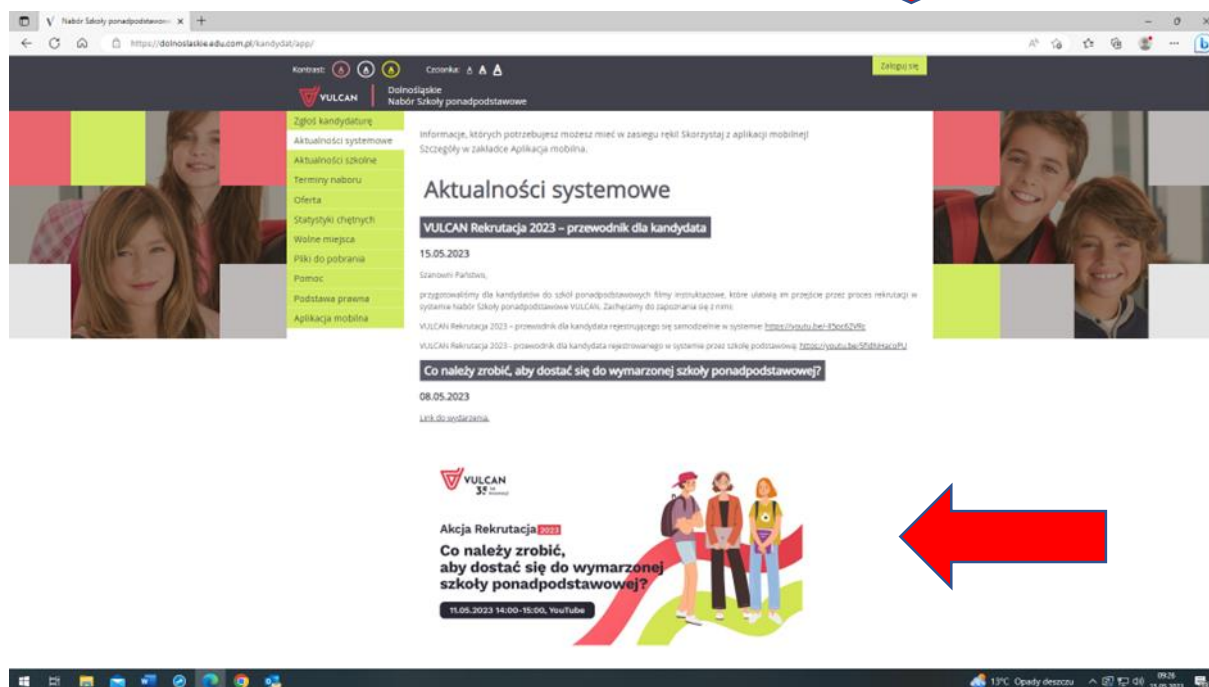 Nabór Szkoły ponadpodstawow
https://dolnoslaskie.edu.com.pl/kandydat/app/
Kontrast: A A A Czcionka: A A A
Zaloguj się
VULCAN
Dolnośląskie
Nabór Szkoły ponadpodstawowe
Zgłoś kandydaturę
Aktualności systemowe
Aktualności szkolne
Terminy naboru
Oferta
Statystyki chętnych
Wolne miejsca
Pliki do pobrania
Pomoc
Podstawa prawna
Aplikacja mobilna
Informacje, których potrzebujesz możesz mieć w zasięgu ręki! Skorzystaj z aplikacji mobilnej!
Szczegóły w zakładce Aplikacja mobilna.
Aktualności systemowe
VULCAN Rekrutacja 2023 – przewodnik dla kandydata
15.05.2023
Szanowni Państwo,
przygotowaliśmy dla kandydatów do szkół ponadpodstawowych filmy instruktażowe, które ułatwią im przejście przez proces rekrutacji w
systemie Nabór Szkoły ponadpodstawowe VULCAN. Zachęcamy do zapoznania się z nimi:
VULCAN Rekrutacja 2023 – przewodnik dla kandydata rejestrującego się samodzielnie w systemie:
VULCAN Rekrutacja 2023 - przewodnik dla kandydata rejestrowanego w systemie przez szkołę podstawową:
Co należy zrobić, aby dostać się do wymarzonej szkoły ponadpodstawowej?
08.05.2023
Link do wydarzenia.
VULCAN
Akcja Rekrutacja 2023
Co należy zrobić,
aby dostać się do wymarzonej
szkoły ponadpodstawowej?
11.05.2023 14:00-15:00, YouTube
13°C Opady deszczu
09:26